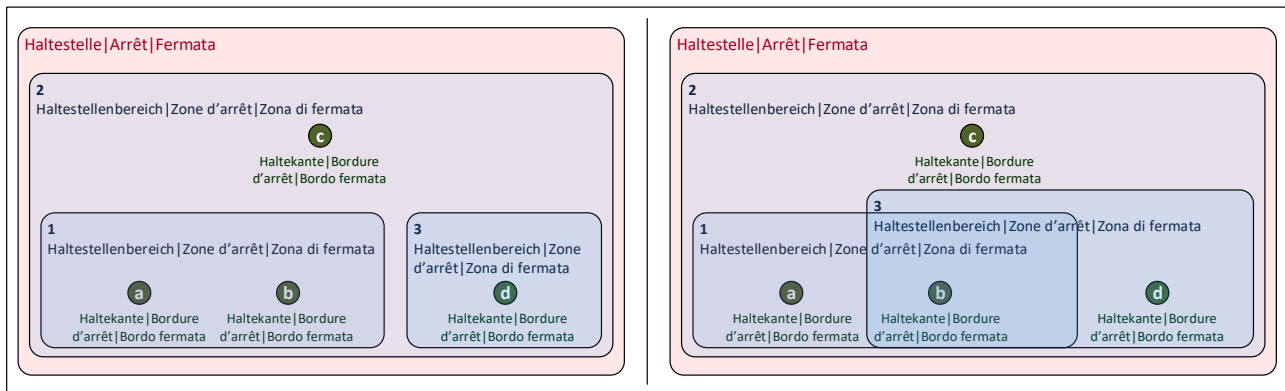 Haltestelle|Arrêt|Fermata
2
Haltestellenbereich|Zone d'arrêt|Zona di fermata
c
Haltekante|Bordure
d'arrêt|Bordo fermata
1
Haltestellenbereich|Zone d'arrêt|Zona di fermata
a
Haltekante|Bordure
d'arrêt|Bordo fermata
b
Haltekante|Bordure
d'arrêt|Bordo fermata
3
Haltestellenbereich|Zone
d'arrêt|Zona di fermata
d
Haltekante|Bordure
d'arrêt|Bordo fermata
Haltestelle|Arrêt|Fermata
2
Haltestellenbereich|Zone d'arrêt|Zona di fermata
c
Haltekante|Bordure
d'arrêt|Bordo fermata
3
Haltestellenbereich|Zone d'arrêt|Zona di fermata
1
Haltestellenbereich|Zone d'arrêt|Zona di fermata
a
Haltekante|Bordure
d'arrêt|Bordo fermata
b
Haltekante|Bordure
d'arrêt|Bordo fermata
d
Haltekante|Bordure
d'arrêt|Bordo fermata